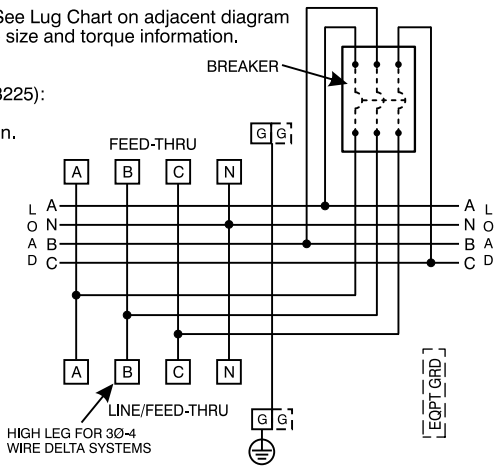 See Lug Chart on adjacent diagram
size and torque information.
BREAKER
3225):
n.
FEED-THRU
G G
A B C N
L O A D
A
N
B
C
A
N
B
C
L O A D
A B C N
LINE/FEED-THRU
G G
HIGH LEG FOR 3Ø-4
WIRE DELTA SYSTEMS
EQPT GRD